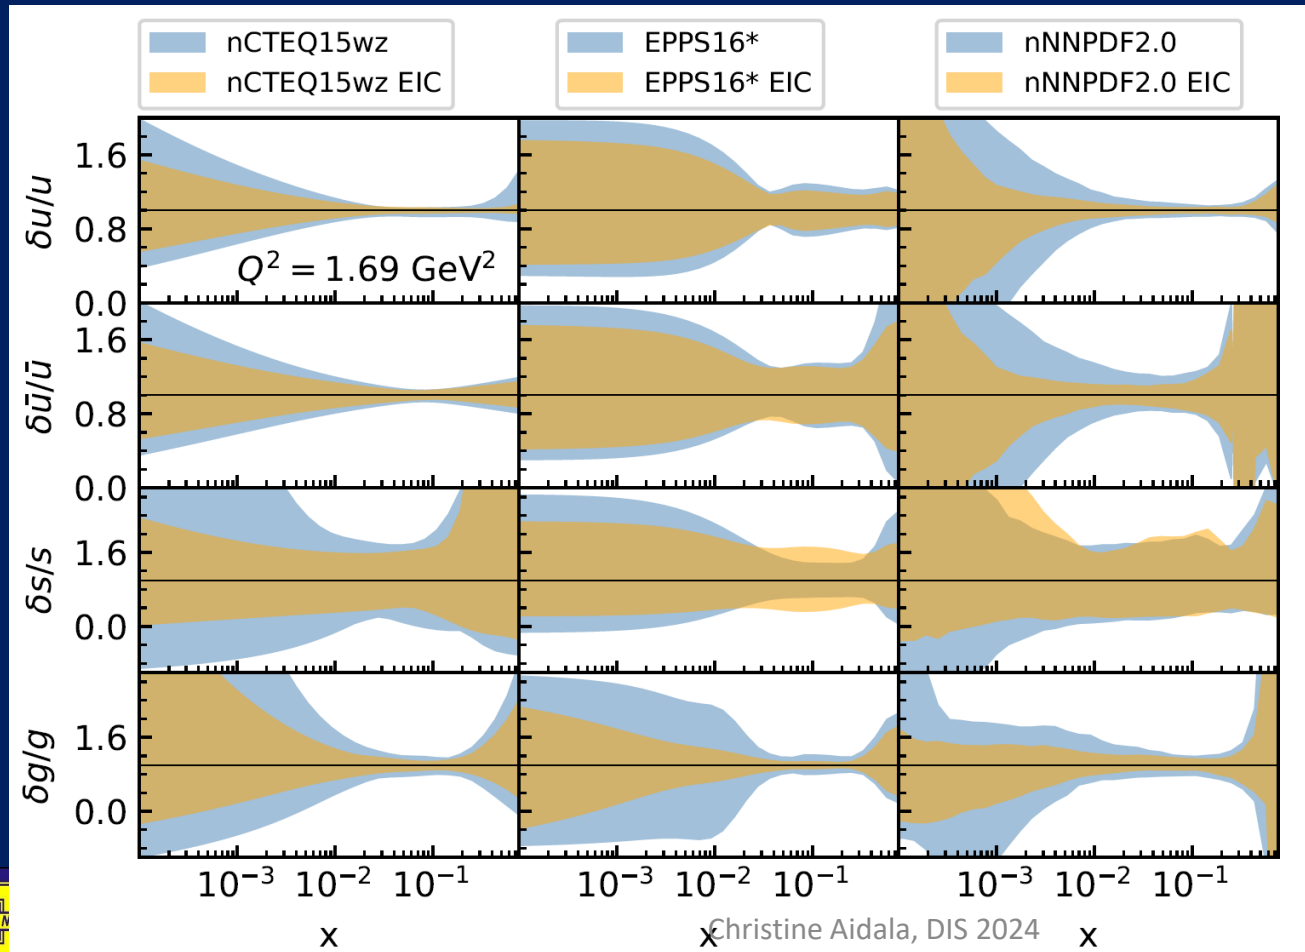 nCTEQ15wz
nCTEQ15wz EIC
EPPS16*
EPPS16* EIC
nNNPDF2.0
nNNPDF2.0 EIC
δu/u
1.6
0.8
0.0
Q² = 1.69 GeV²
δū/ū
1.6
0.8
0.0
δs/s
1.6
0.0
δg/g
1.6
0.0
10⁻³ 10⁻² 10⁻¹ 10⁻³ 10⁻² 10⁻¹ 10⁻³ 10⁻² 10⁻¹
x x x
Christine Aidala, DIS 2024